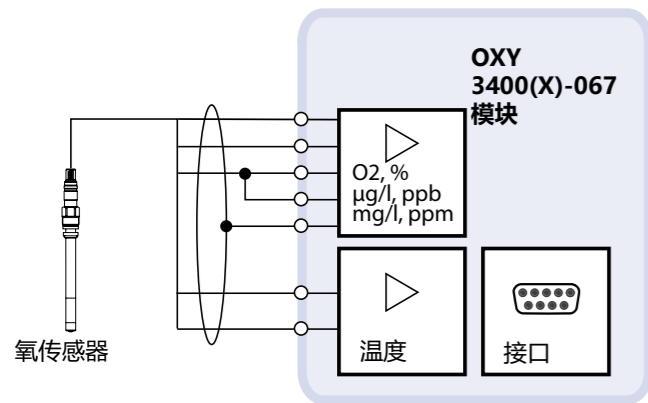 OXY
3400(X)-067
模块
O2, %
µg/l, ppb
mg/l, ppm
氧传感器
温度
接口